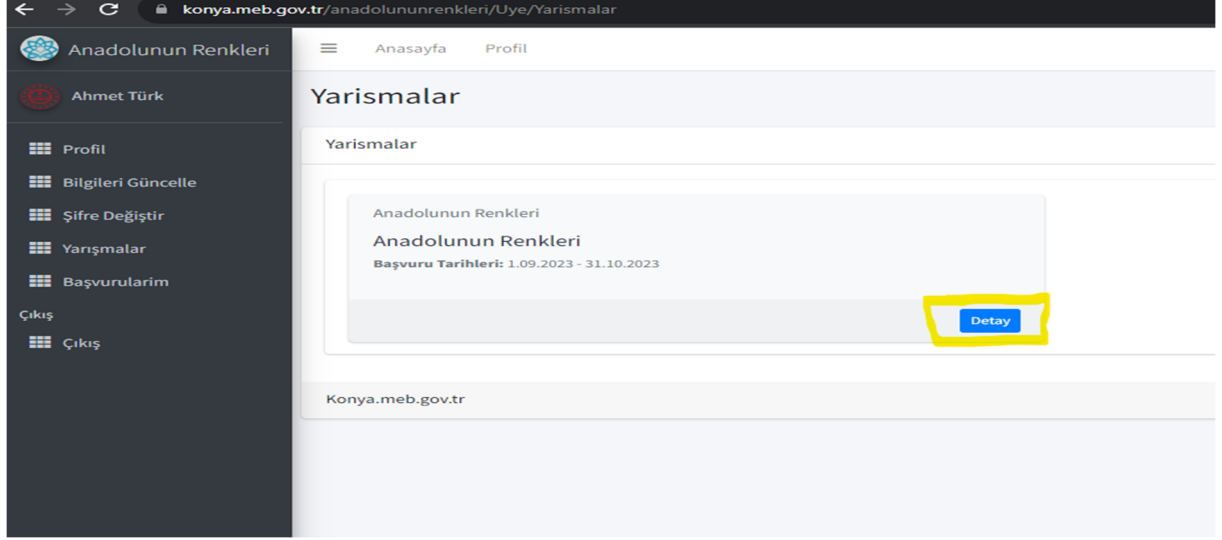 konya.meb.gov.tr/anadolununrenkleri/Uye/Yarismalar
Anadolunun Renkleri
Anasayfa Profil
Ahmet Türk
Yarismalar
Profil
Bilgileri Güncelle
Şifre Değiştir
Yarışmalar
Başvurularim
Çıkış
Çıkış
Yarismalar
Anadolunun Renkleri
Anadolunun Renkleri
Başvuru Tarihleri: 1.09.2023 - 31.10.2023
Detay
Konya.meb.gov.tr